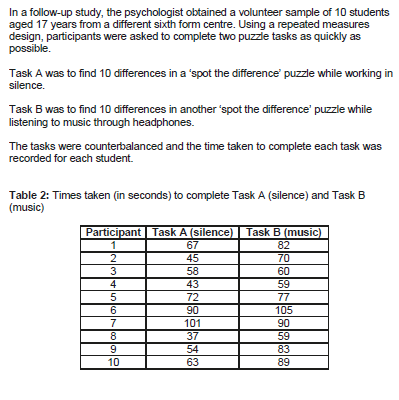 In a follow-up study, the psychologist obtained a volunteer sample of 10 students
aged 17 years from a different sixth form centre. Using a repeated measures
design, participants were asked to complete two puzzle tasks as quickly as
possible.
Task A was to find 10 differences in a 'spot the difference' puzzle while working in
silence.
Task B was to find 10 differences in another 'spot the difference' puzzle while
listening to music through headphones.
The tasks were counterbalanced and the time taken to complete each task was
recorded for each student.
Table 2: Times taken (in seconds) to complete Task A (silence) and Task B
(music)
Participant Task A (silence) Task B (music)
1 67 82
2 45 70
3 58 60
4 43 59
5 72 77
6 90 105
7 101 90
8 37 59
9 54 83
10 63 89